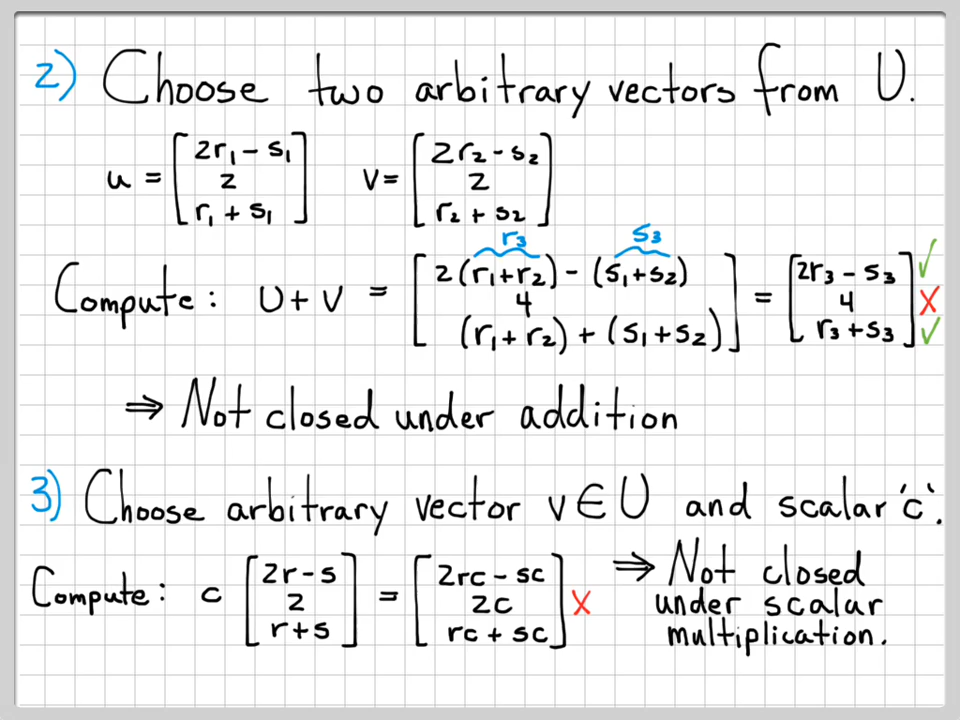 2) Choose two arbitrary vectors from U.
u = [2r₁ - s₁ 2 r₁ + s₁] v = [2r₂ - s₂ 2 r₂ + s₂]
r₃ s₃
Compute: U + V = [2(r₁+r₂) - (s₁+s₂) 4 (r₁+r₂) + (s₁+s₂)] = [2r₃ - s₃ 4 r₃ + s₃] ✓ X ✓
⇒ Not closed under addition
3) Choose arbitrary vector v∈U and scalar 'c'.
Compute: c [2r - s 2 r + s] = [2rc - sc 2c rc + sc] X
⇒ Not closed
under scalar
multiplication.